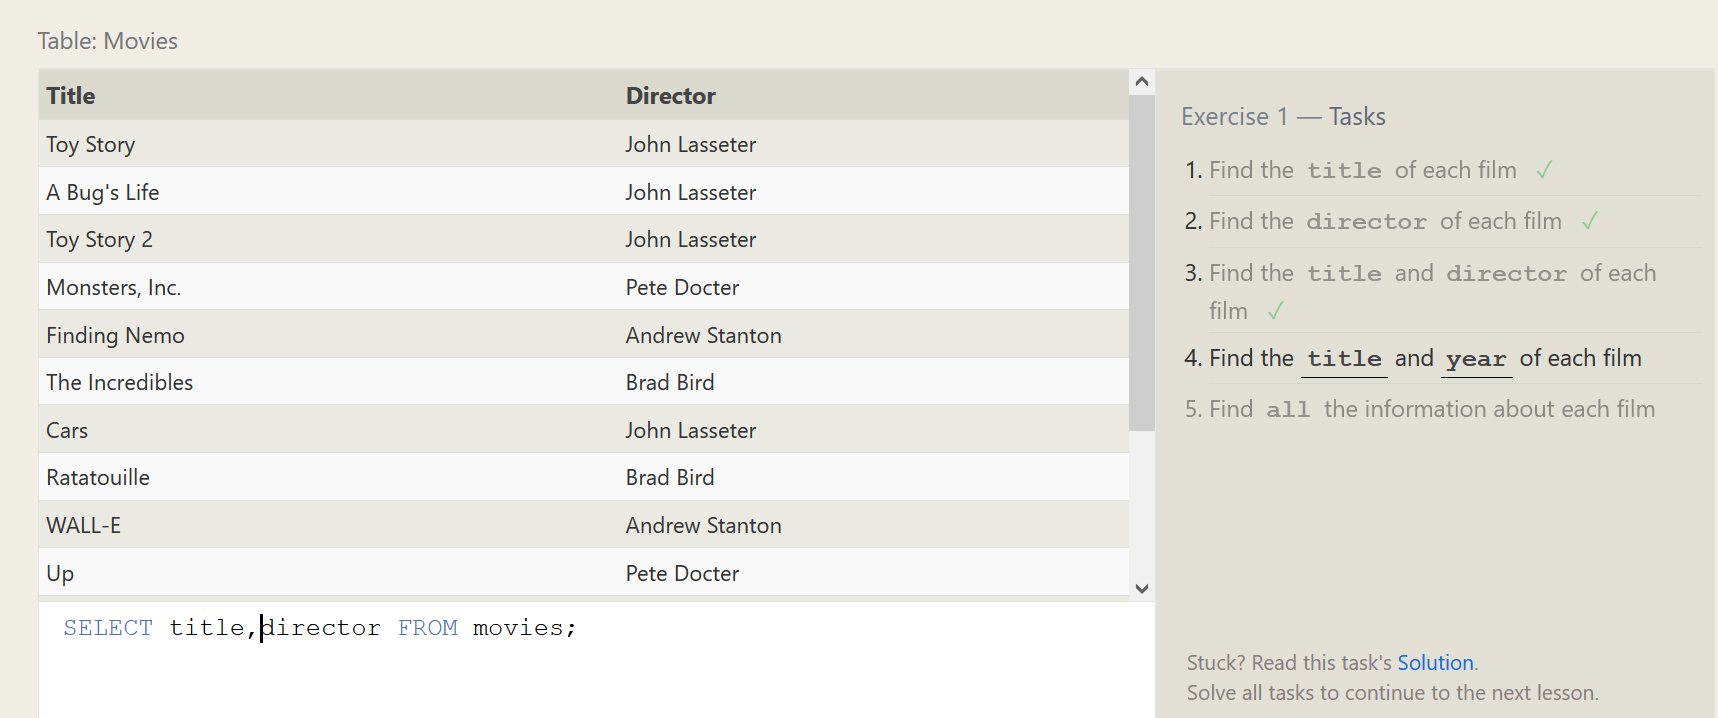 Table: Movies
Title Director
Toy Story John Lasseter
A Bug's Life John Lasseter
Toy Story 2 John Lasseter
Monsters, Inc. Pete Docter
Finding Nemo Andrew Stanton
The Incredibles Brad Bird
Cars John Lasseter
Ratatouille Brad Bird
WALL-E Andrew Stanton
Up Pete Docter
SELECT title,director FROM movies;
Exercise 1 — Tasks
1. Find the title of each film ✓
2. Find the director of each film ✓
3. Find the title and director of each
film ✓
4. Find the title and year of each film
5. Find all the information about each film
Stuck? Read this task's Solution.
Solve all tasks to continue to the next lesson.